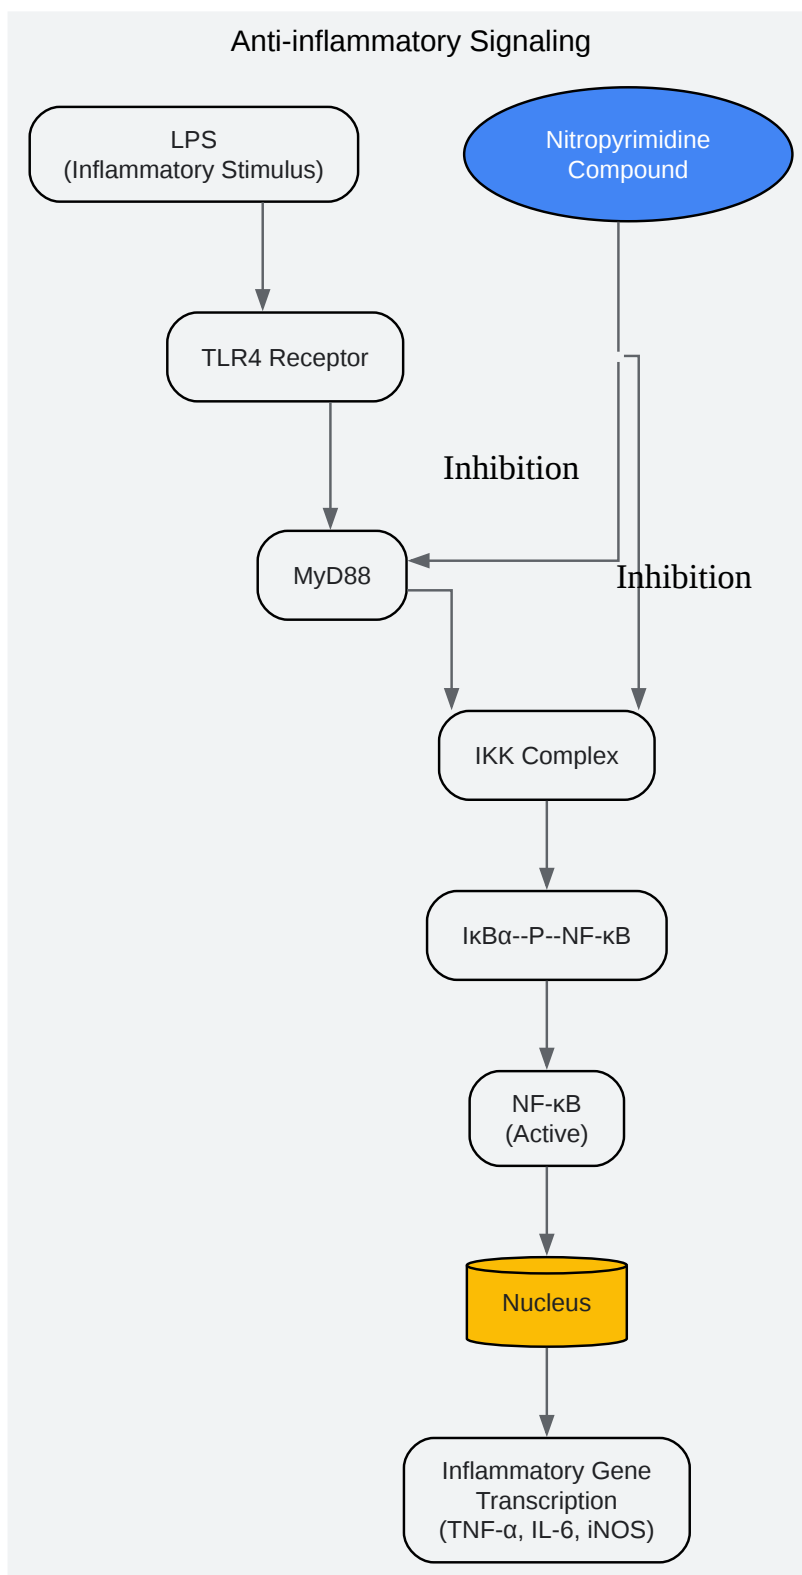 Anti-inflammatory Signaling
LPS
(Inflammatory Stimulus)
Nitropyrimidine
Compound
TLR4 Receptor
Inhibition
MyD88
Inhibition
IKK Complex
IκBα--P--NF-κB
NF-κB
(Active)
Nucleus
Inflammatory Gene
Transcription
(TNF-α, IL-6, iNOS)